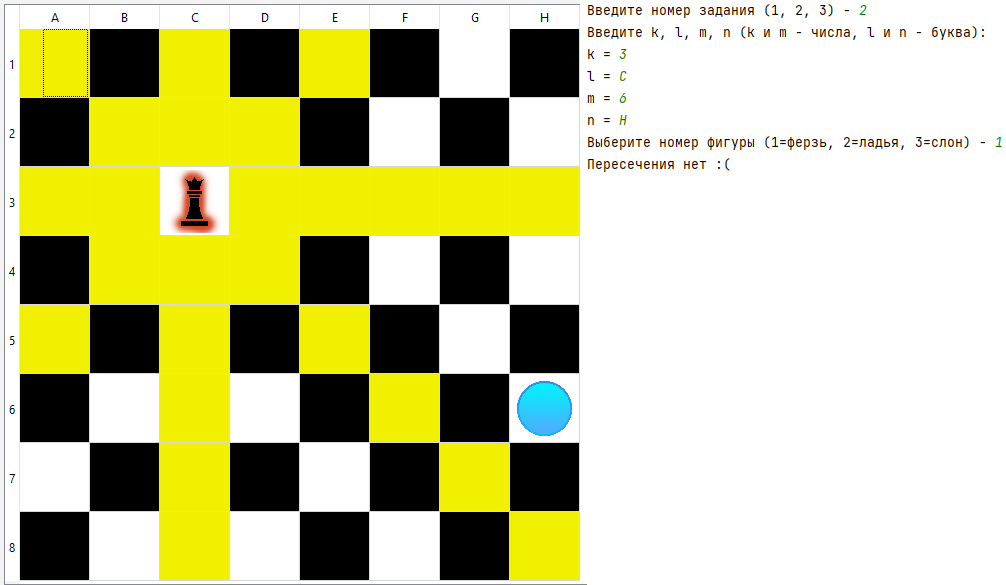 A B C D E F G H
1
2
3
4
5
6
7
8
Введите номер задания (1, 2, 3) - 2
Введите k, l, m, n (k и m - числа, l и n - буква):
k = 3
l = C
m = 6
n = H
Выберите номер фигуры (1=ферзь, 2=ладья, 3=слон) - 1
Пересечения нет :(